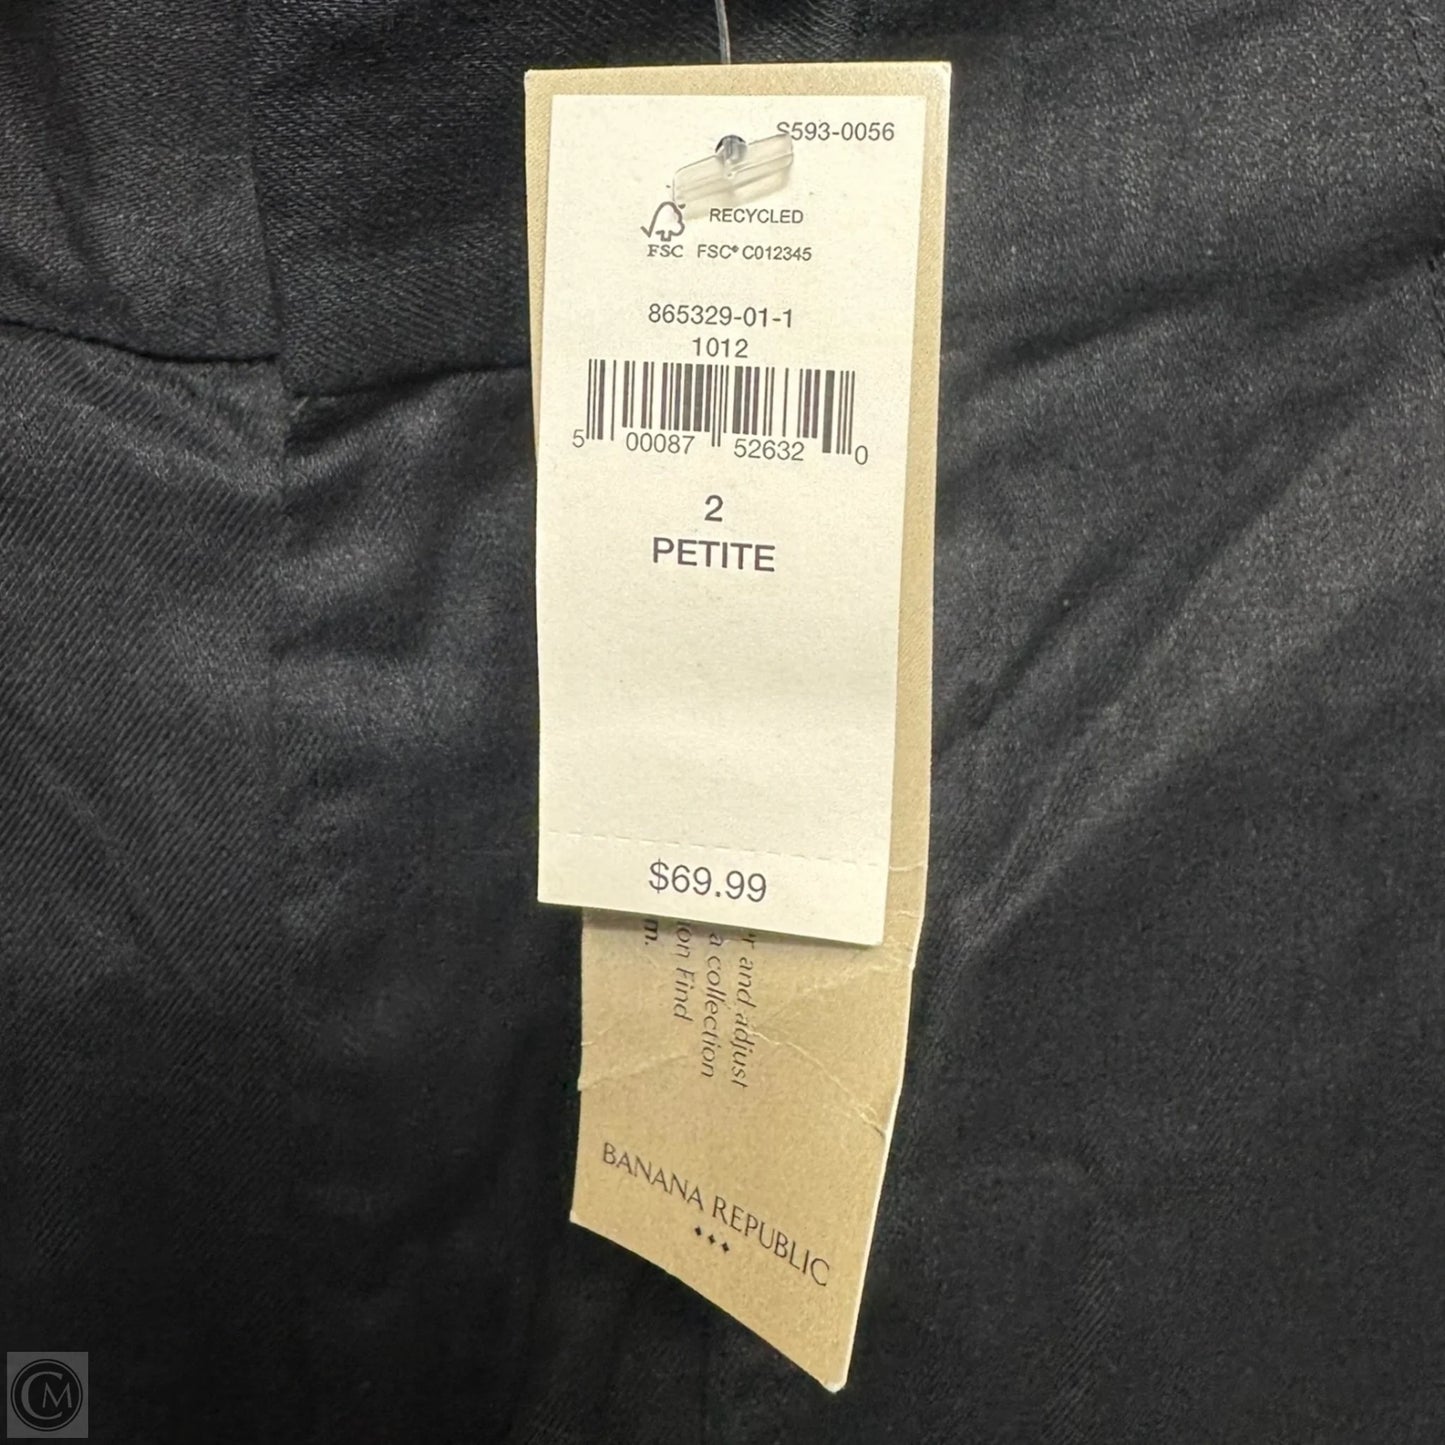 S593-0056
RECYCLED
FSC FSC® C012345
865329-01-1
1012
5 00087 52632 0
2
PETITE
$69.99
and adjust
a collection
Find
BANANA REPUBLIC
CM